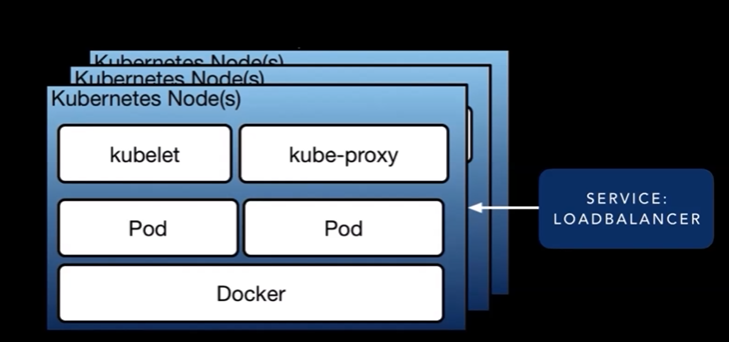 Kubernetes Node(s)
Kubernetes Node(s)
Kubernetes Node(s)
kubelet
kube-proxy
Pod
Pod
Docker
SERVICE:
LOADBALANCER